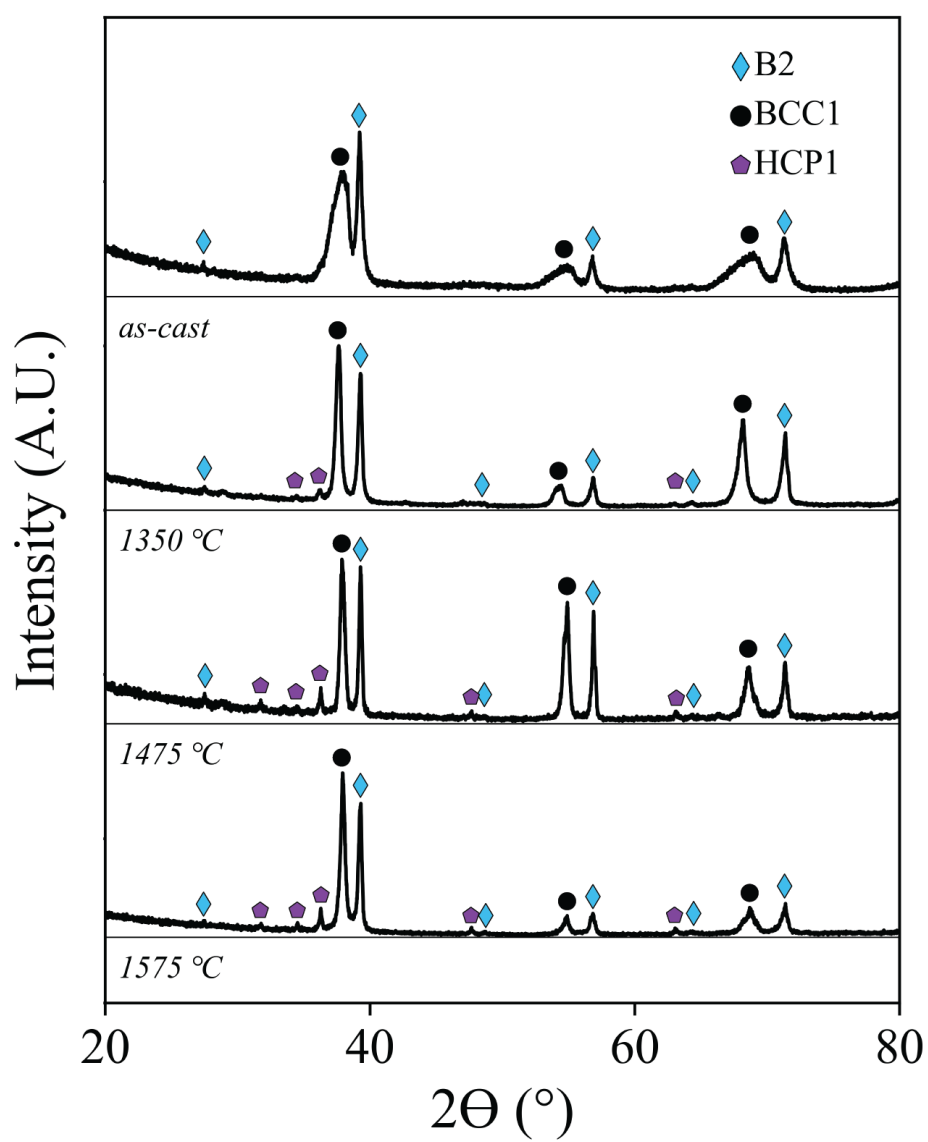 B2
BCC1
HCP1
as-cast
1350 °C
1475 °C
1575 °C
Intensity (A.U.)
20 40 60 80
2ϴ (°)